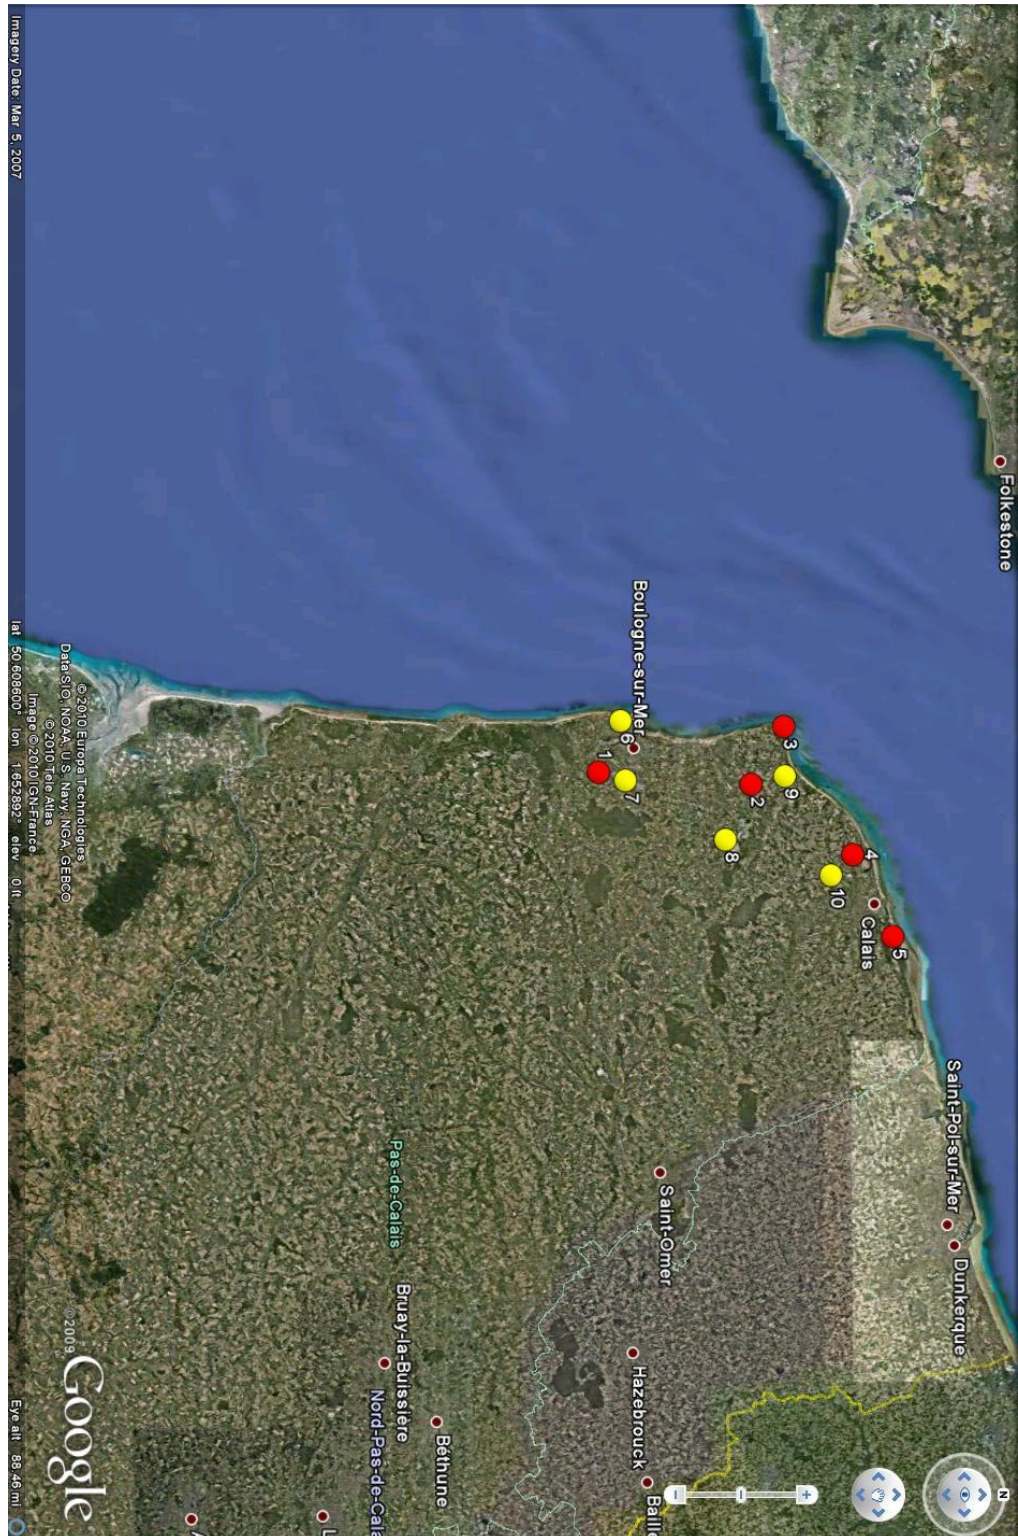 N
Folkestone
Saint-Pol-sur-Mer
Dunkerque
5
Calais
4
10
3
9
2
8
Boulogne-sur-Mer
6
7
1
Saint-Omer
Hazebrouck
Baille
Béthune
Bruay-la-Buissière
Pas-de-Calais
Nord-Pas-de-Cala
L
A
© 2010 Europa Technologies
Data SIO, NOAA, U.S. Navy, NGA, GEBCO
© 2010 Tele Atlas
Image © 2010 IGN-France
©2009 Google
Imagery Date: Mar 5, 2007
lat 50.608600° lon 1.652892° elev 0 ft
Eye alt 88.46 mi